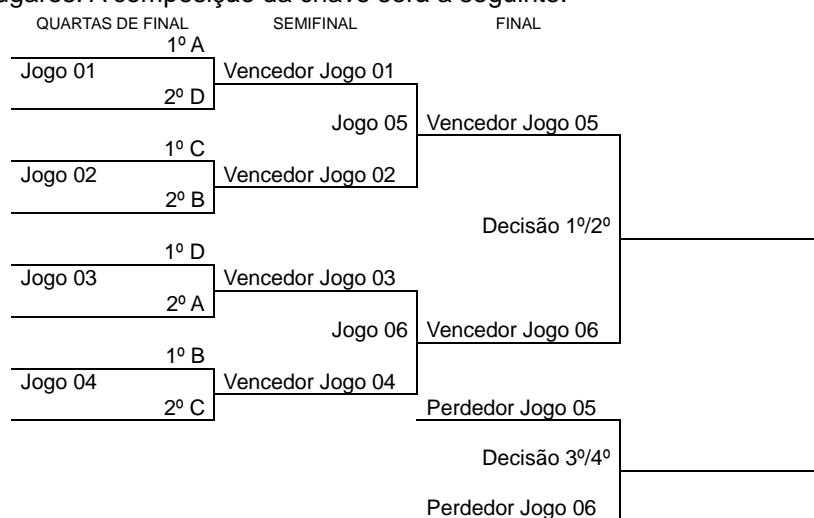 lugares. A composição da chave será a seguinte:
QUARTAS DE FINAL SEMIFINAL FINAL
1º A
Jogo 01 Vencedor Jogo 01
2º D
Jogo 05 Vencedor Jogo 05
1º C
Jogo 02 Vencedor Jogo 02
2º B
Decisão 1º/2º
1º D
Jogo 03 Vencedor Jogo 03
2º A
Jogo 06 Vencedor Jogo 06
1º B
Jogo 04 Vencedor Jogo 04
2º C Perdedor Jogo 05
Decisão 3º/4º
Perdedor Jogo 06